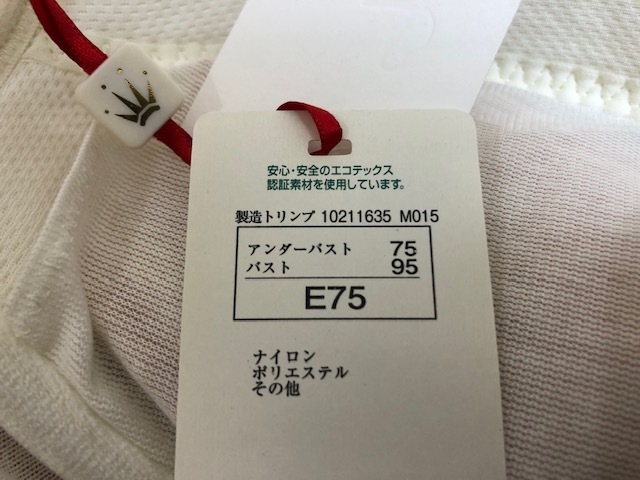 安心・安全のエコテックス
認証素材を使用しています。
製造トリンプ 10211635 M015
アンダーバスト 75
バスト 95
E75
ナイロン
ポリエステル
その他